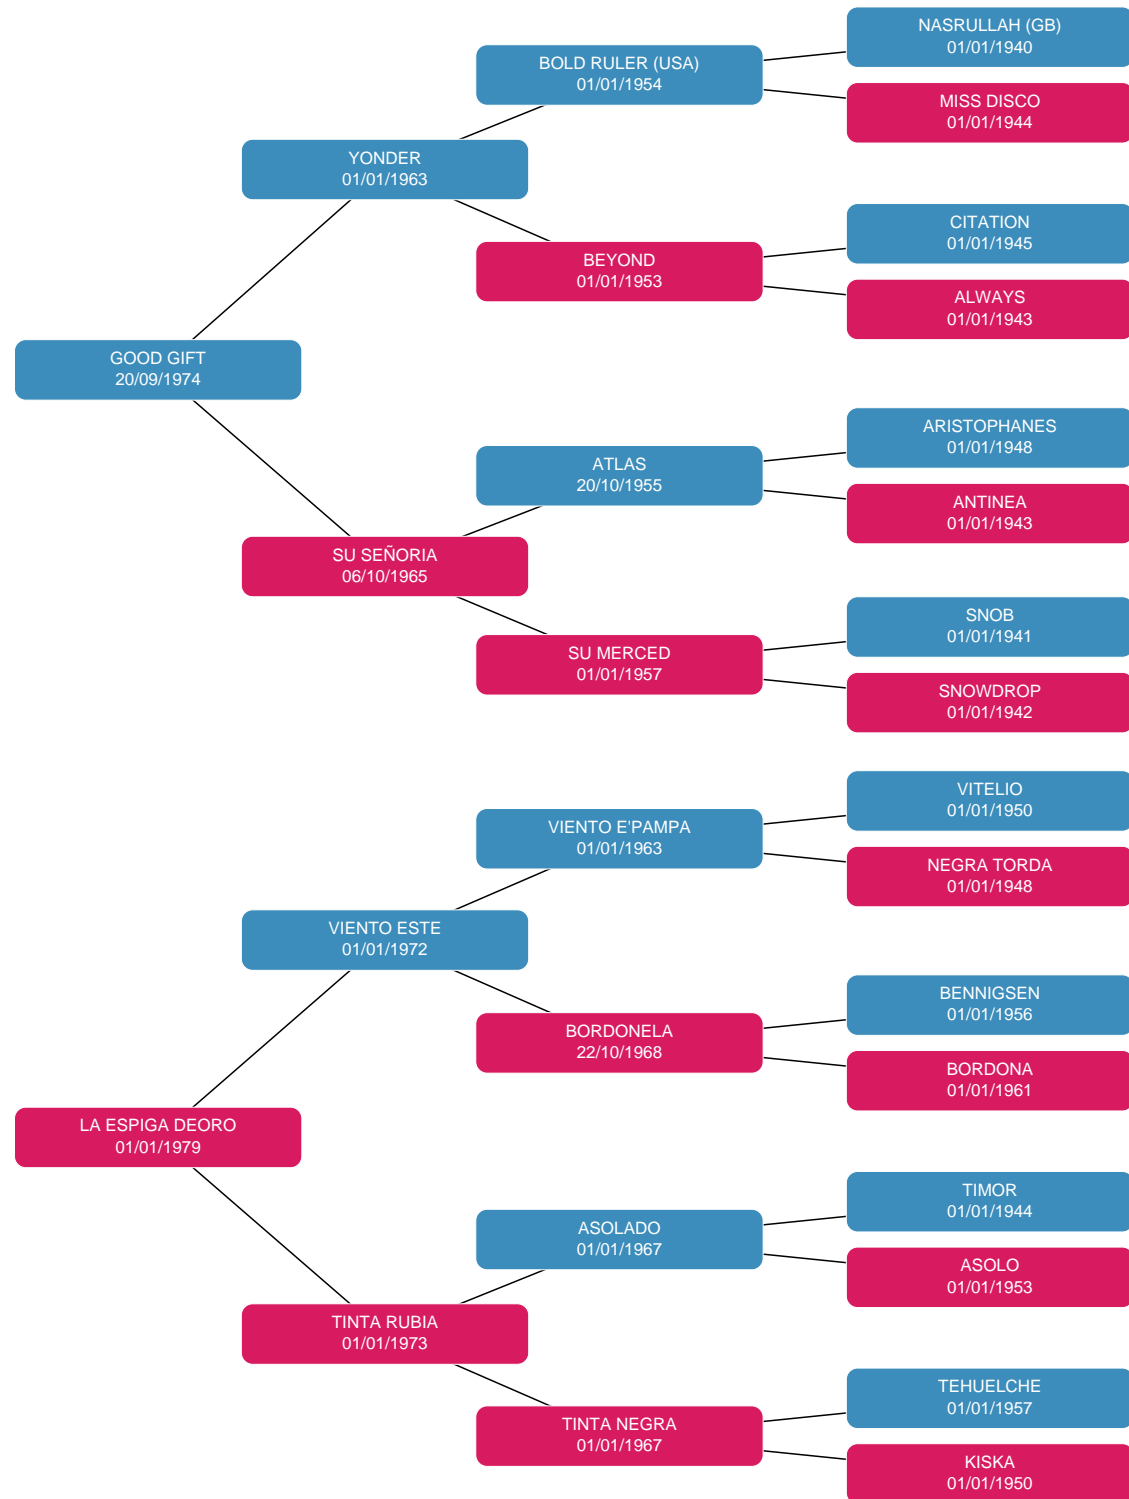 NASRULLAH (GB)
01/01/1940
BOLD RULER (USA)
01/01/1954
MISS DISCO
01/01/1944
YONDER
01/01/1963
CITATION
01/01/1945
BEYOND
01/01/1953
ALWAYS
01/01/1943
GOOD GIFT
20/09/1974
ARISTOPHANES
01/01/1948
ATLAS
20/10/1955
ANTINEA
01/01/1943
SU SEÑORIA
06/10/1965
SNOB
01/01/1941
SU MERCED
01/01/1957
SNOWDROP
01/01/1942
VITELIO
01/01/1950
VIENTO E'PAMPA
01/01/1963
NEGRA TORDA
01/01/1948
VIENTO ESTE
01/01/1972
BENNIGSEN
01/01/1956
BORDONELA
22/10/1968
BORDONA
01/01/1961
LA ESPIGA DEORO
01/01/1979
TIMOR
01/01/1944
ASOLADO
01/01/1967
ASOLO
01/01/1953
TINTA RUBIA
01/01/1973
TEHUELCHE
01/01/1957
TINTA NEGRA
01/01/1967
KISKA
01/01/1950